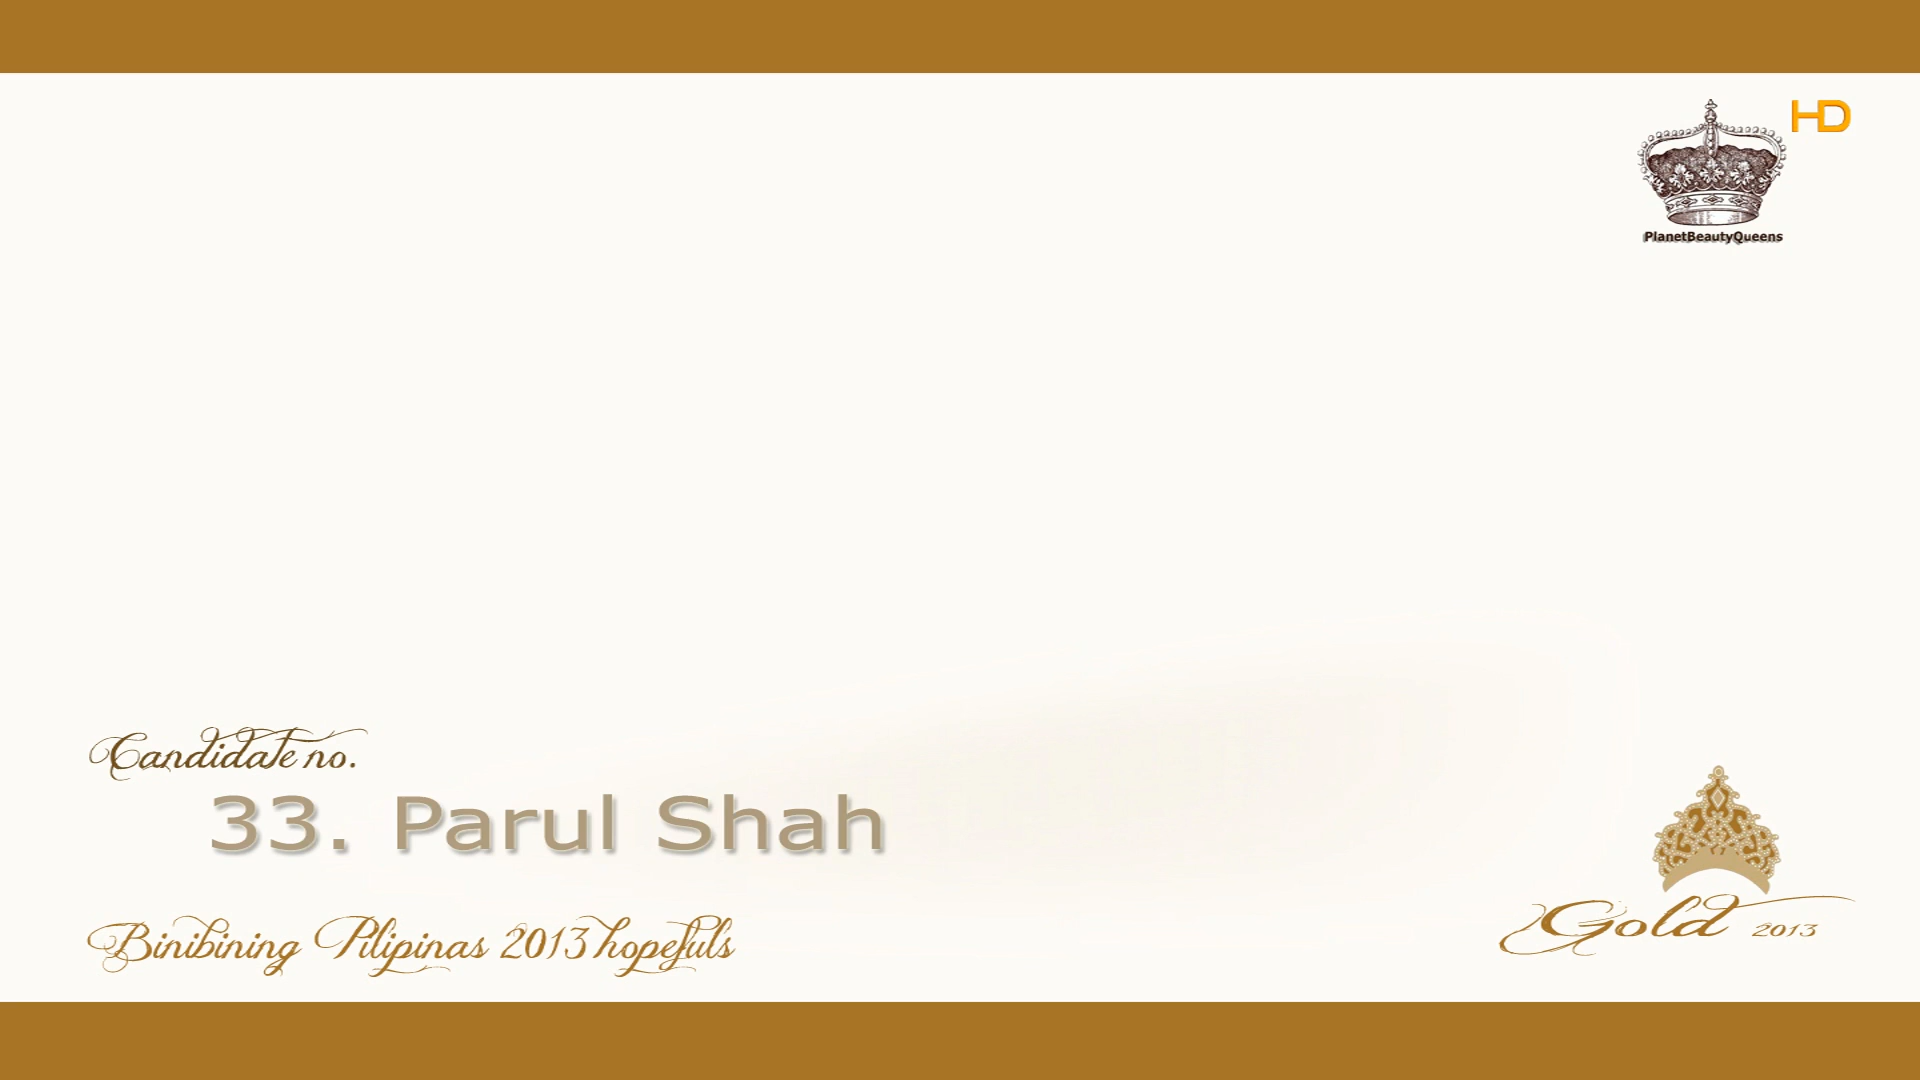 HD
PlanetBeautyQueens
Candidate no.
33. Parul Shah
Binibining Pilipinas 2013 hopefuls
Gold 2013